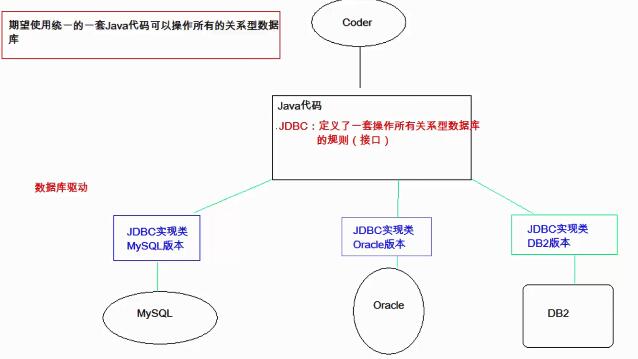 期望使用统一的一套Java代码可以操作所有的关系型数据
库
Coder
Java代码
.JDBC：定义了一套操作所有关系型数据库
的规则（接口）
数据库驱动
JDBC实现类
MySQL版本
JDBC实现类
Oracle版本
JDBC实现类
DB2版本
MySQL
Oracle
DB2